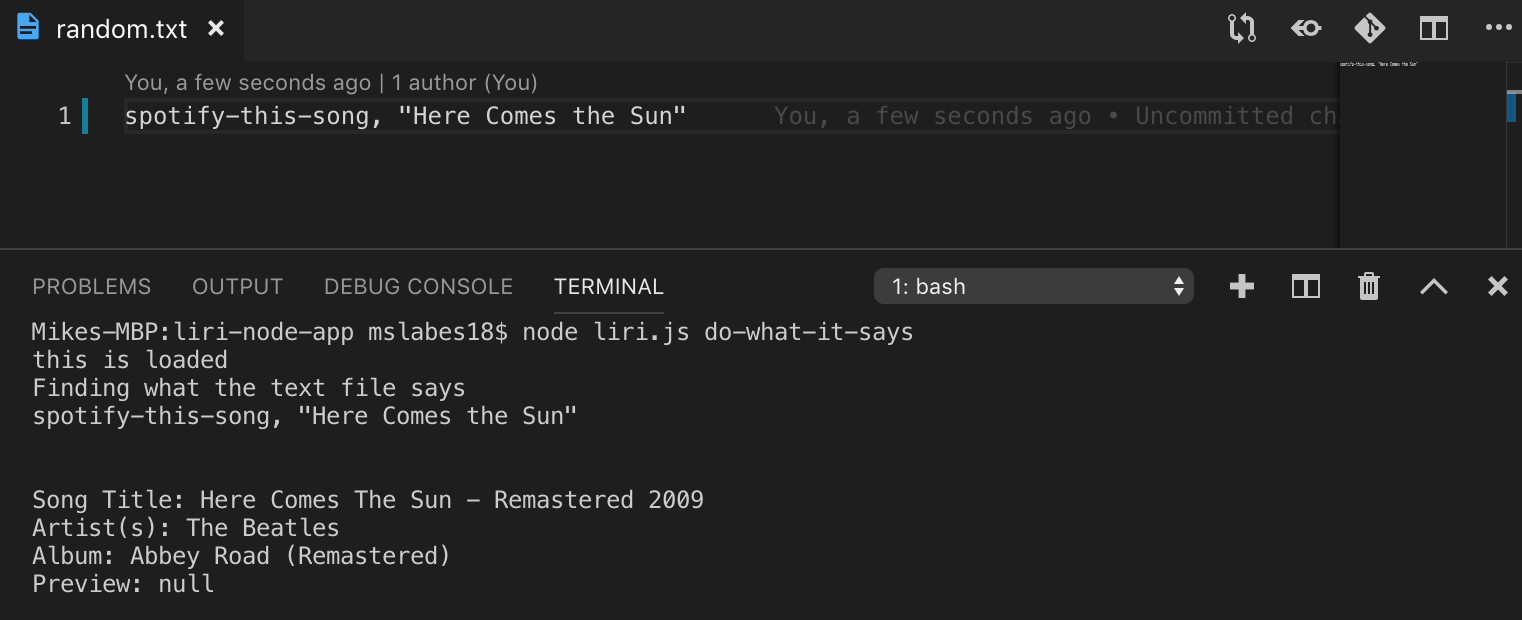 random.txt
You, a few seconds ago | 1 author (You)
1 spotify-this-song, "Here Comes the Sun" You, a few seconds ago • Uncommitted
spotify-this-song, "Here Comes the Sun"
PROBLEMS OUTPUT DEBUG CONSOLE TERMINAL 1: bash
Mikes-MBP:liri-node-app mslabes18$ node liri.js do-what-it-says
this is loaded
Finding what the text file says
spotify-this-song, "Here Comes the Sun"
Song Title: Here Comes The Sun - Remastered 2009
Artist(s): The Beatles
Album: Abbey Road (Remastered)
Preview: null